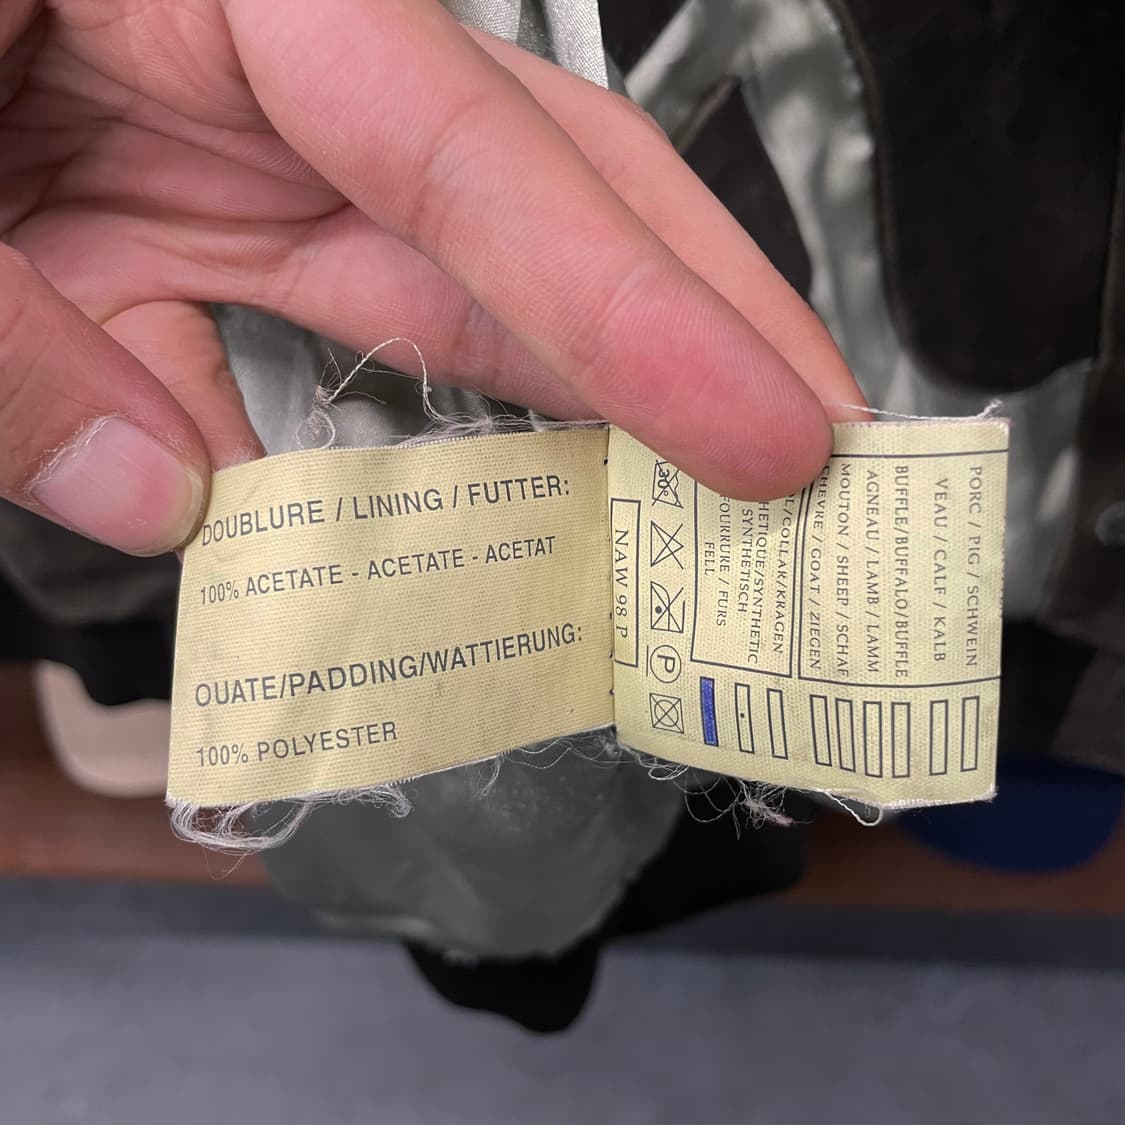 DOUBLURE / LINING / FUTTER:
100% ACETATE - ACETATE - ACETAT
OUATE/PADDING/WATTIERUNG:
100% POLYESTER
PORC / PIG / SCHWEIN
VEAU / CALF / KALB
BUFFLE/BUFFALO/BUFFLE
AGNEAU / LAMB / LAMM
MOUTON / SHEEP / SCHAF
CHEVRE / GOAT / ZIEGEN
/COLLAR/KRAGEN
/SYNTHETIC
SYNTHETISCH
FOURRURE / FURS
FELL
30°
P
NAW 98 P